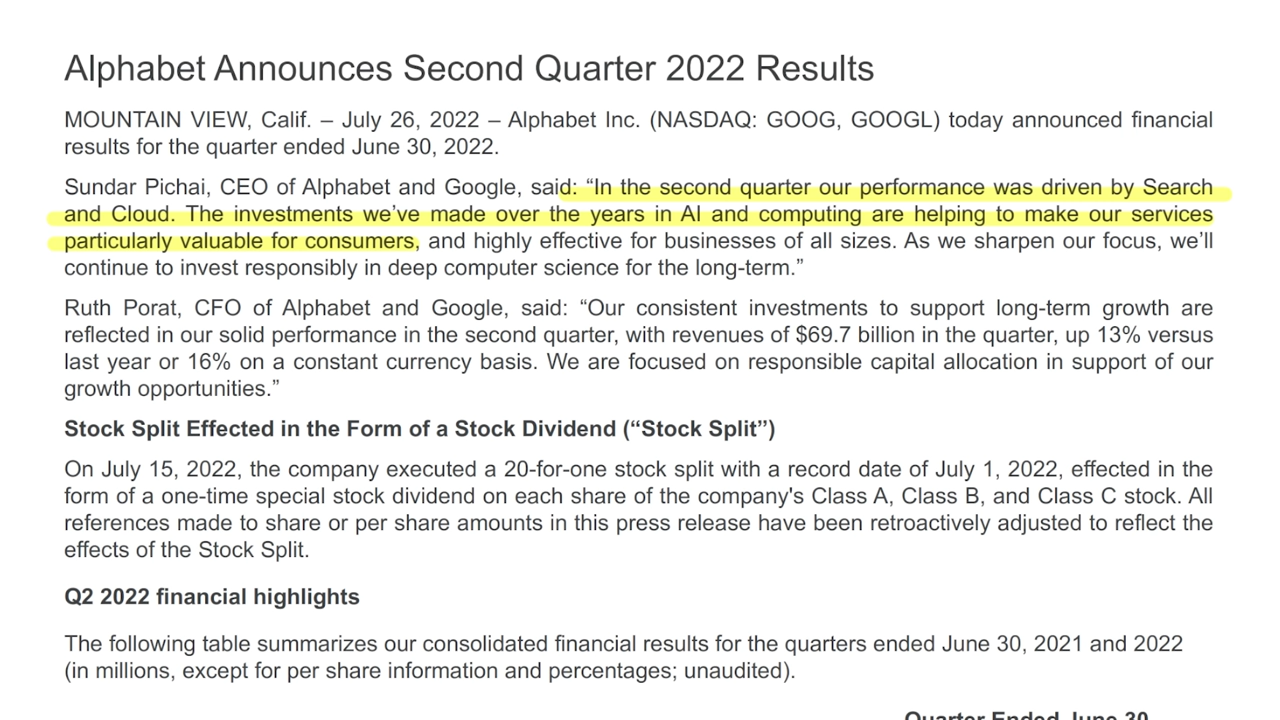 Alphabet Announces Second Quarter 2022 Results
MOUNTAIN VIEW, Calif. – July 26, 2022 – Alphabet Inc. (NASDAQ: GOOG, GOOGL) today announced financial
results for the quarter ended June 30, 2022.
Sundar Pichai, CEO of Alphabet and Google, said: “In the second quarter our performance was driven by Search
and Cloud. The investments we’ve made over the years in AI and computing are helping to make our services
particularly valuable for consumers, and highly effective for businesses of all sizes. As we sharpen our focus, we’ll
continue to invest responsibly in deep computer science for the long-term.”
Ruth Porat, CFO of Alphabet and Google, said: “Our consistent investments to support long-term growth are
reflected in our solid performance in the second quarter, with revenues of $69.7 billion in the quarter, up 13% versus
last year or 16% on a constant currency basis. We are focused on responsible capital allocation in support of our
growth opportunities.”
Stock Split Effected in the Form of a Stock Dividend (“Stock Split”)
On July 15, 2022, the company executed a 20-for-one stock split with a record date of July 1, 2022, effected in the
form of a one-time special stock dividend on each share of the company's Class A, Class B, and Class C stock. All
references made to share or per share amounts in this press release have been retroactively adjusted to reflect the
effects of the Stock Split.
Q2 2022 financial highlights
The following table summarizes our consolidated financial results for the quarters ended June 30, 2021 and 2022
(in millions, except for per share information and percentages; unaudited).
Quarter Ended June 30